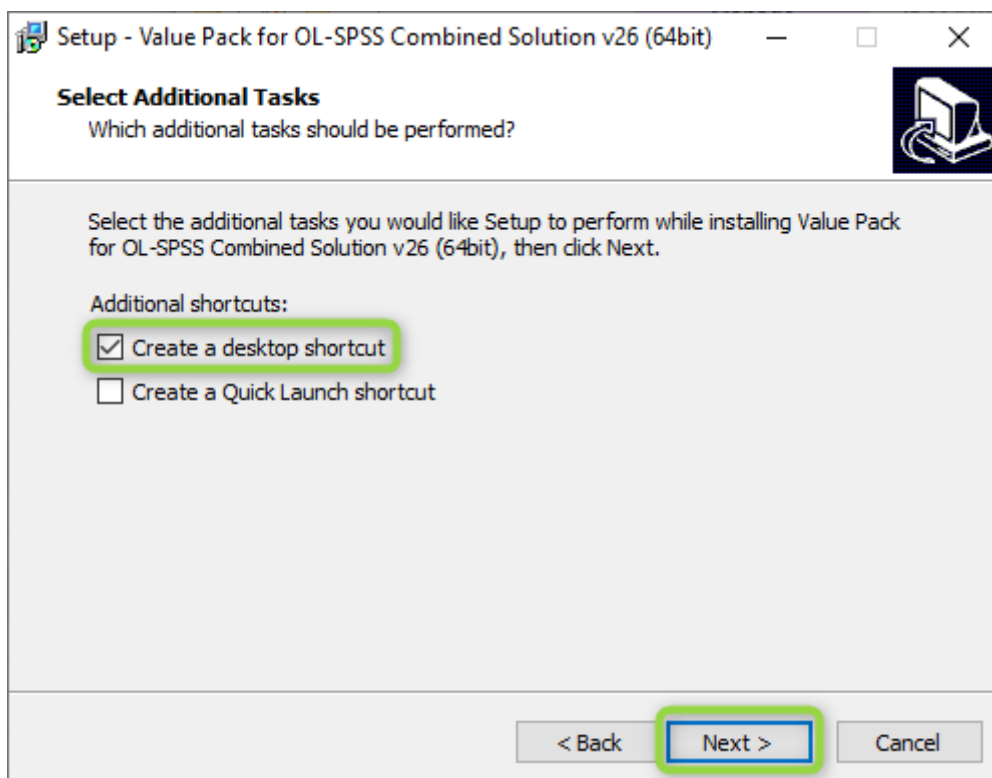 Setup - Value Pack for OL-SPSS Combined Solution v26 (64bit)
Select Additional Tasks
Which additional tasks should be performed?
Select the additional tasks you would like Setup to perform while installing Value Pack
for OL-SPSS Combined Solution v26 (64bit), then click Next.
Additional shortcuts:
Create a desktop shortcut
Create a Quick Launch shortcut
< Back Next > Cancel